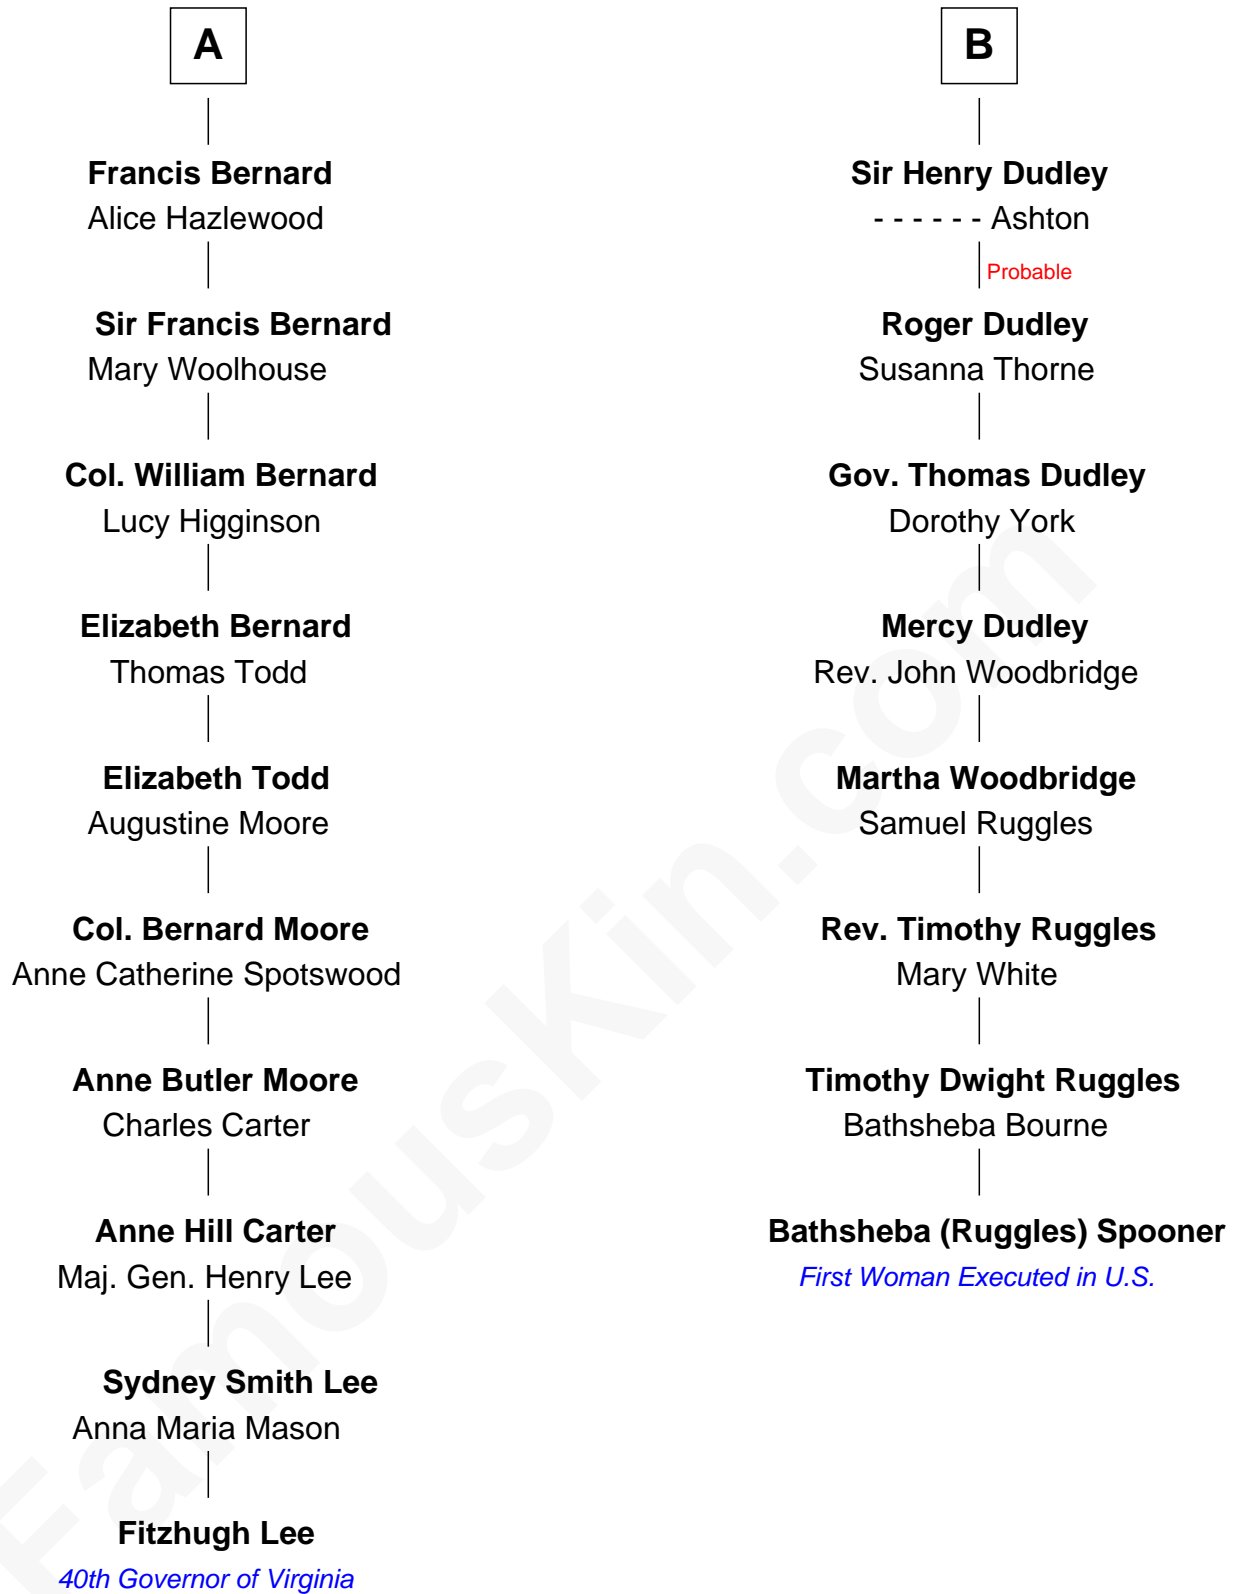 A
Francis Bernard
Alice Hazlewood
Sir Francis Bernard
Mary Woolhouse
Col. William Bernard
Lucy Higginson
Elizabeth Bernard
Thomas Todd
Elizabeth Todd
Augustine Moore
Col. Bernard Moore
Anne Catherine Spotswood
Anne Butler Moore
Charles Carter
Anne Hill Carter
Maj. Gen. Henry Lee
Sydney Smith Lee
Anna Maria Mason
Fitzhugh Lee
40th Governor of Virginia
B
Sir Henry Dudley
- - - - - - Ashton
Probable
Roger Dudley
Susanna Thorne
Gov. Thomas Dudley
Dorothy York
Mercy Dudley
Rev. John Woodbridge
Martha Woodbridge
Samuel Ruggles
Rev. Timothy Ruggles
Mary White
Timothy Dwight Ruggles
Bathsheba Bourne
Bathsheba (Ruggles) Spooner
First Woman Executed in U.S.
FamousKin.com